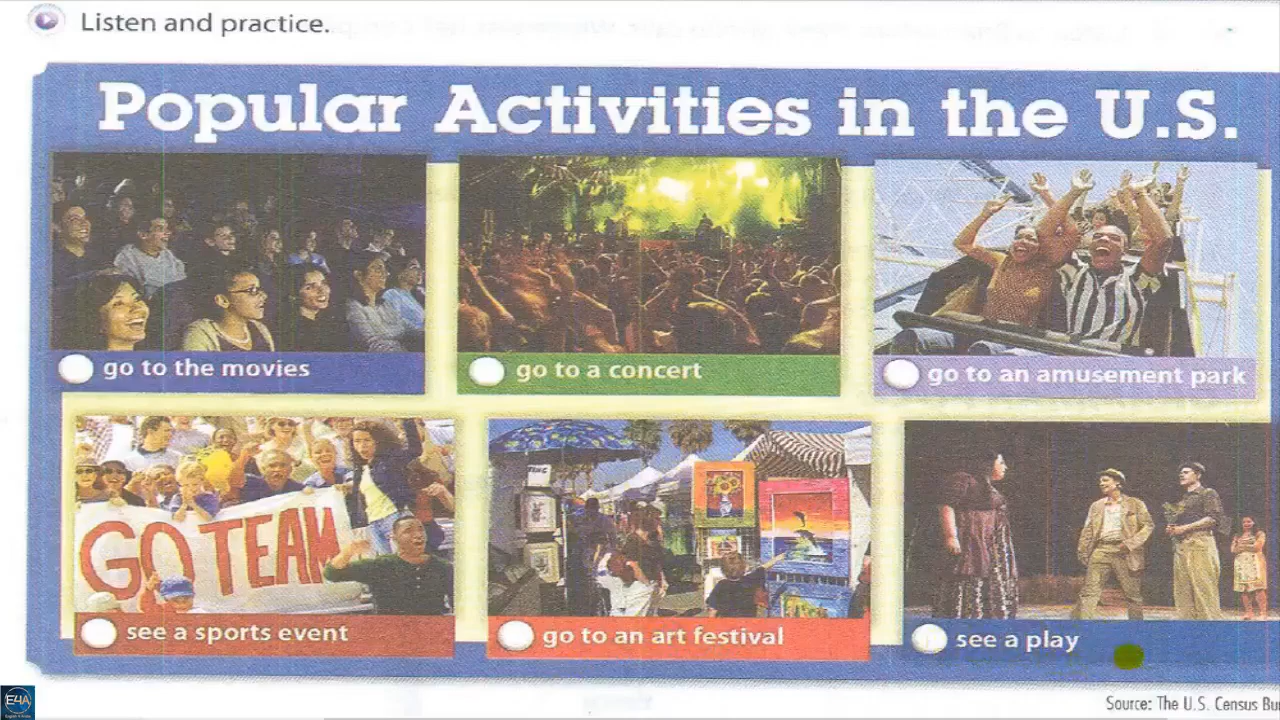 Listen and practice.
Popular Activities in the U.S.
go to the movies
go to a concert
go to an amusement park
GO TEAM
see a sports event
go to an art festival
see a play
Source: The U.S. Census
E4A